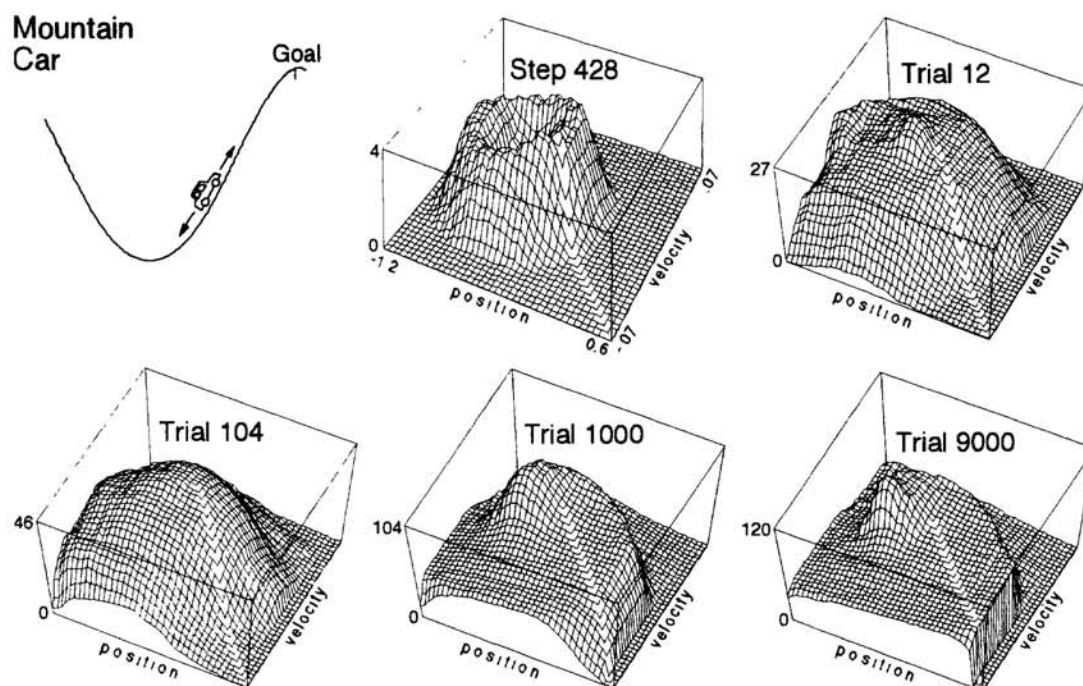 Mountain
Car
Goal
Step 428
4
0
-1 2
position
0.6
-.07
velocity
.07
Trial 12
27
0
position
velocity
Trial 104
46
0
position
velocity
Trial 1000
104
0
position
velocity
Trial 9000
120
0
position
velocity